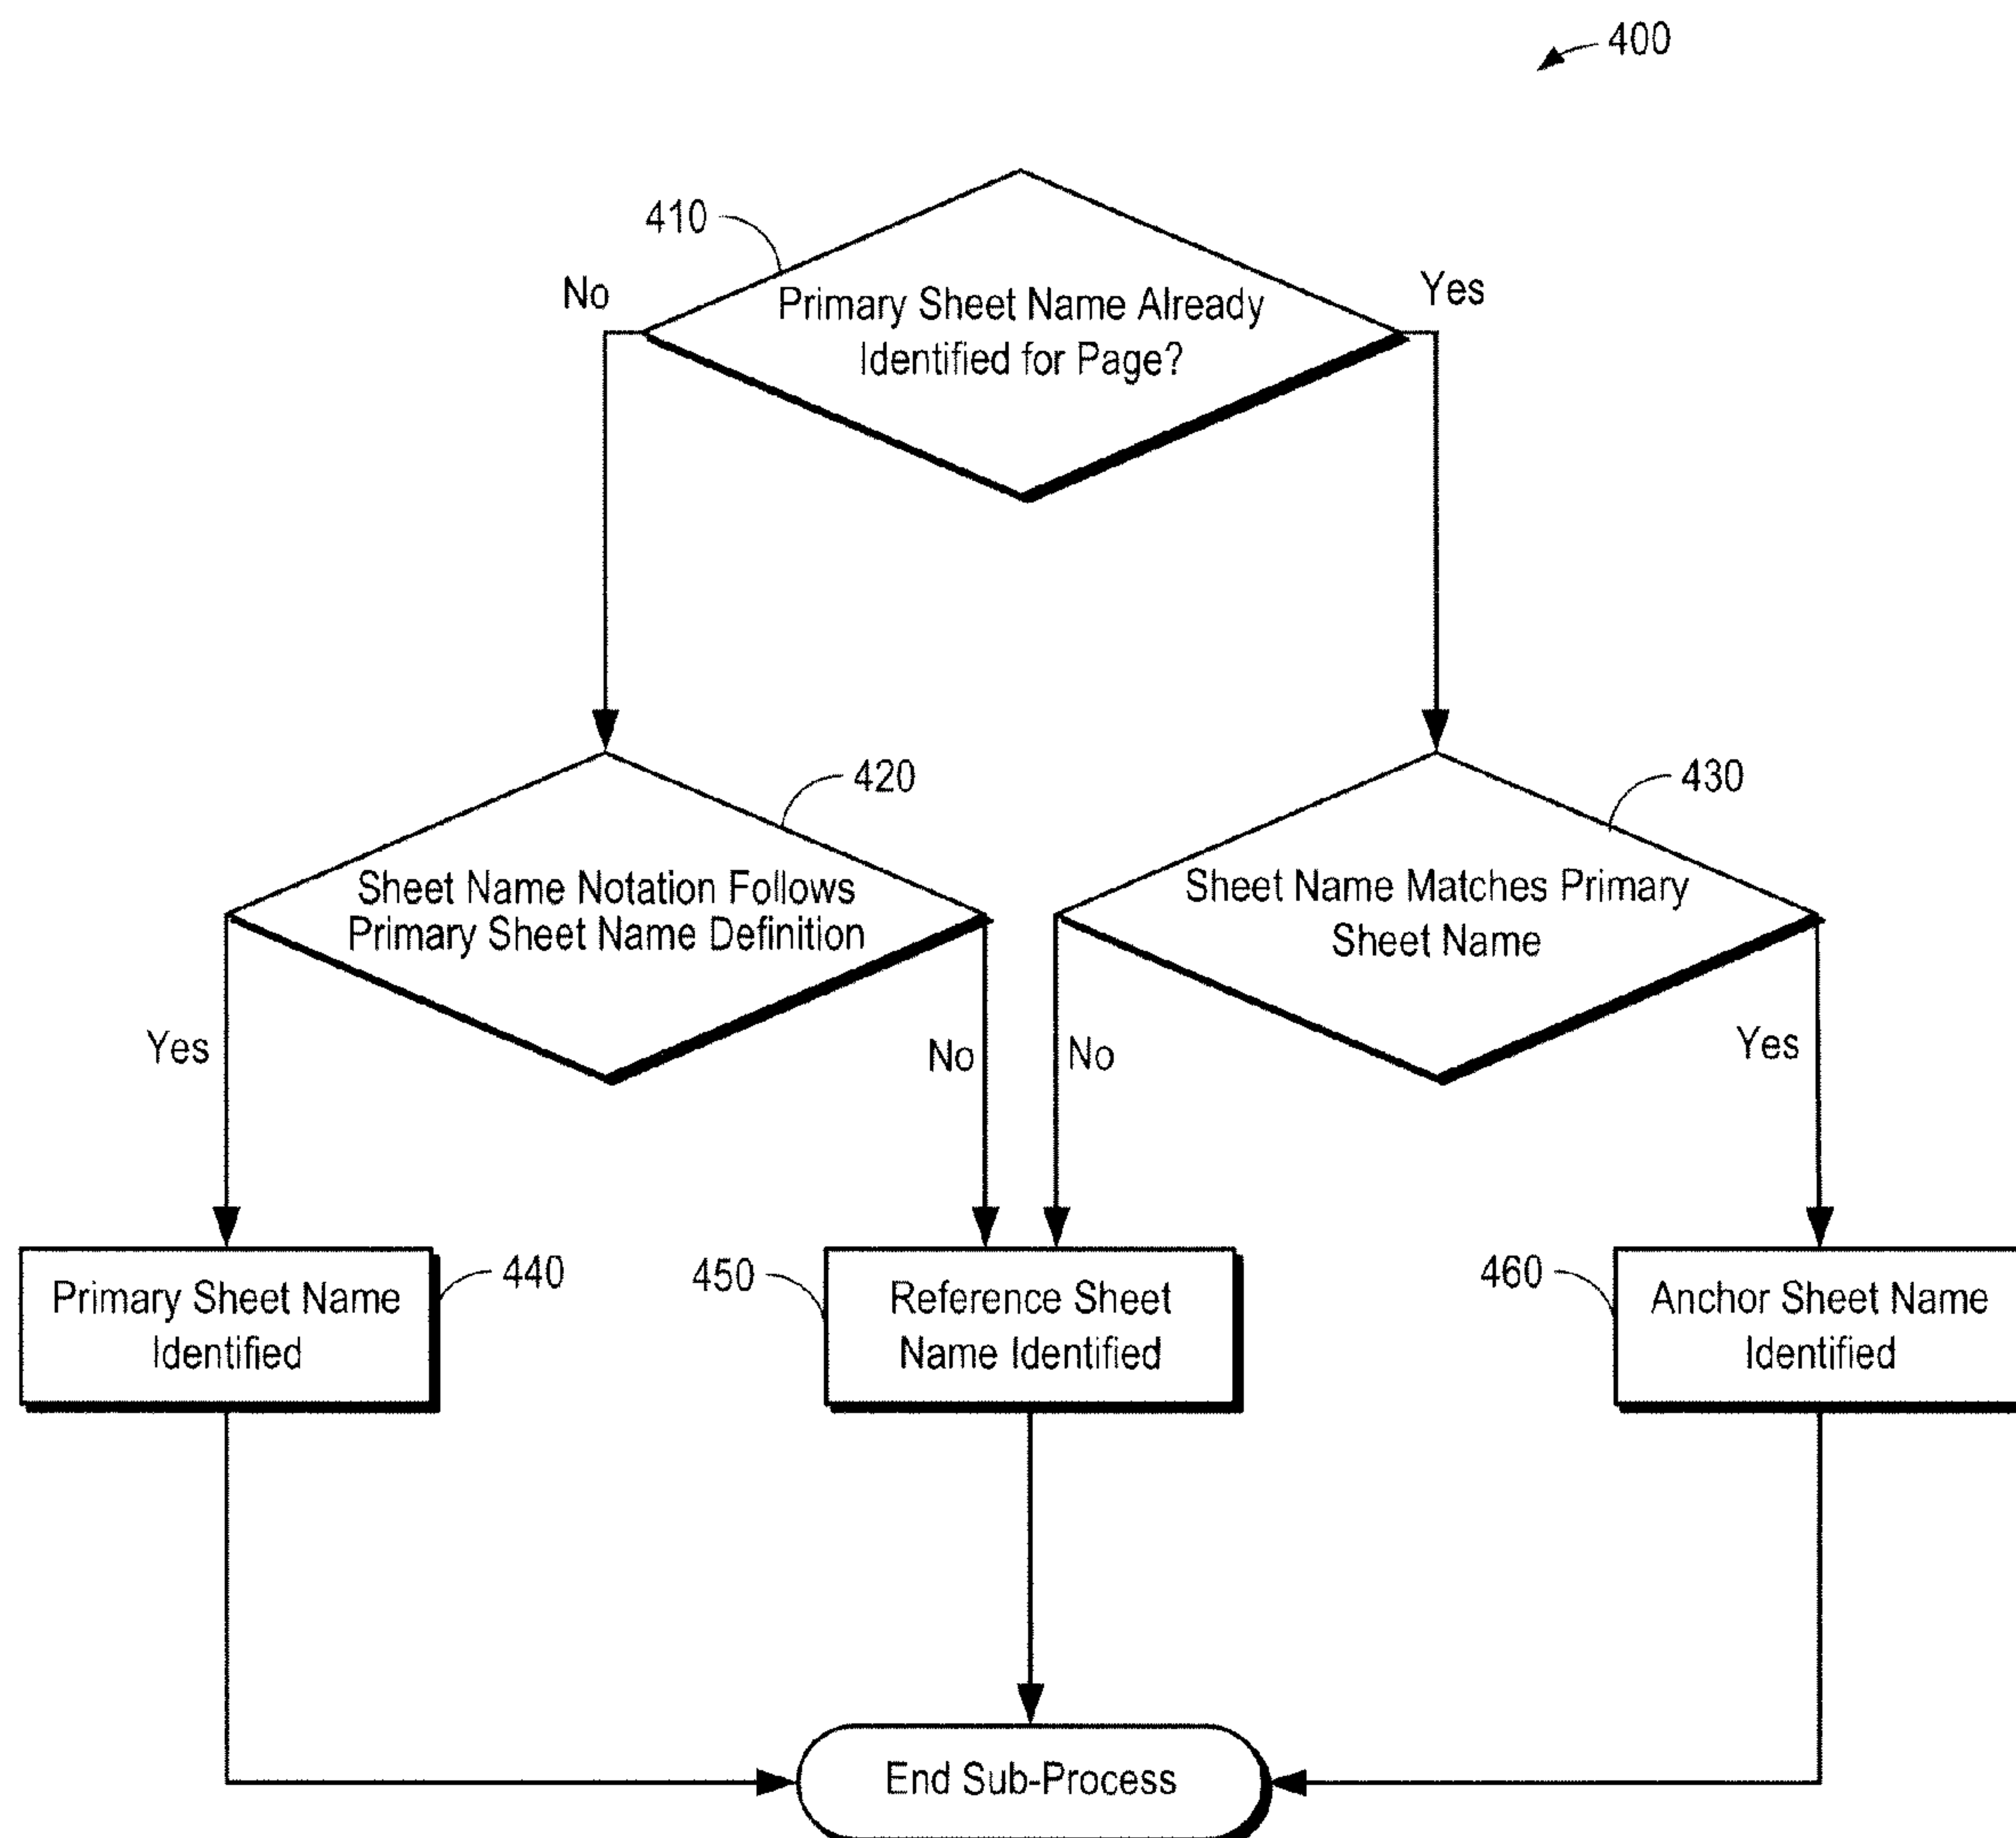 400
410
No
Yes
Primary Sheet Name Already
Identified for Page?
420
430
Sheet Name Notation Follows
Primary Sheet Name Definition
Sheet Name Matches Primary
Sheet Name
Yes
No
No
Yes
440
450
460
Primary Sheet Name
Identified
Reference Sheet
Name Identified
Anchor Sheet Name
Identified
End Sub-Process